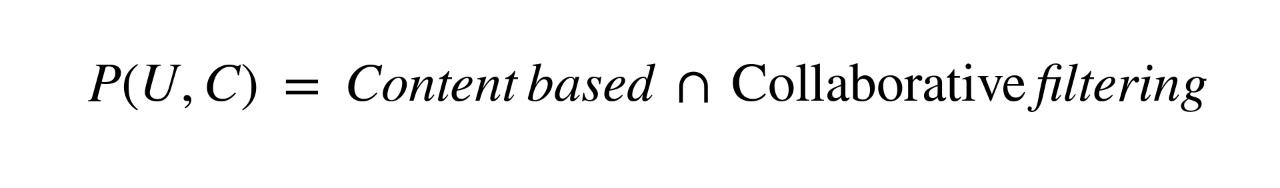 P(U, C) = Content based ∩ Collaborative filtering